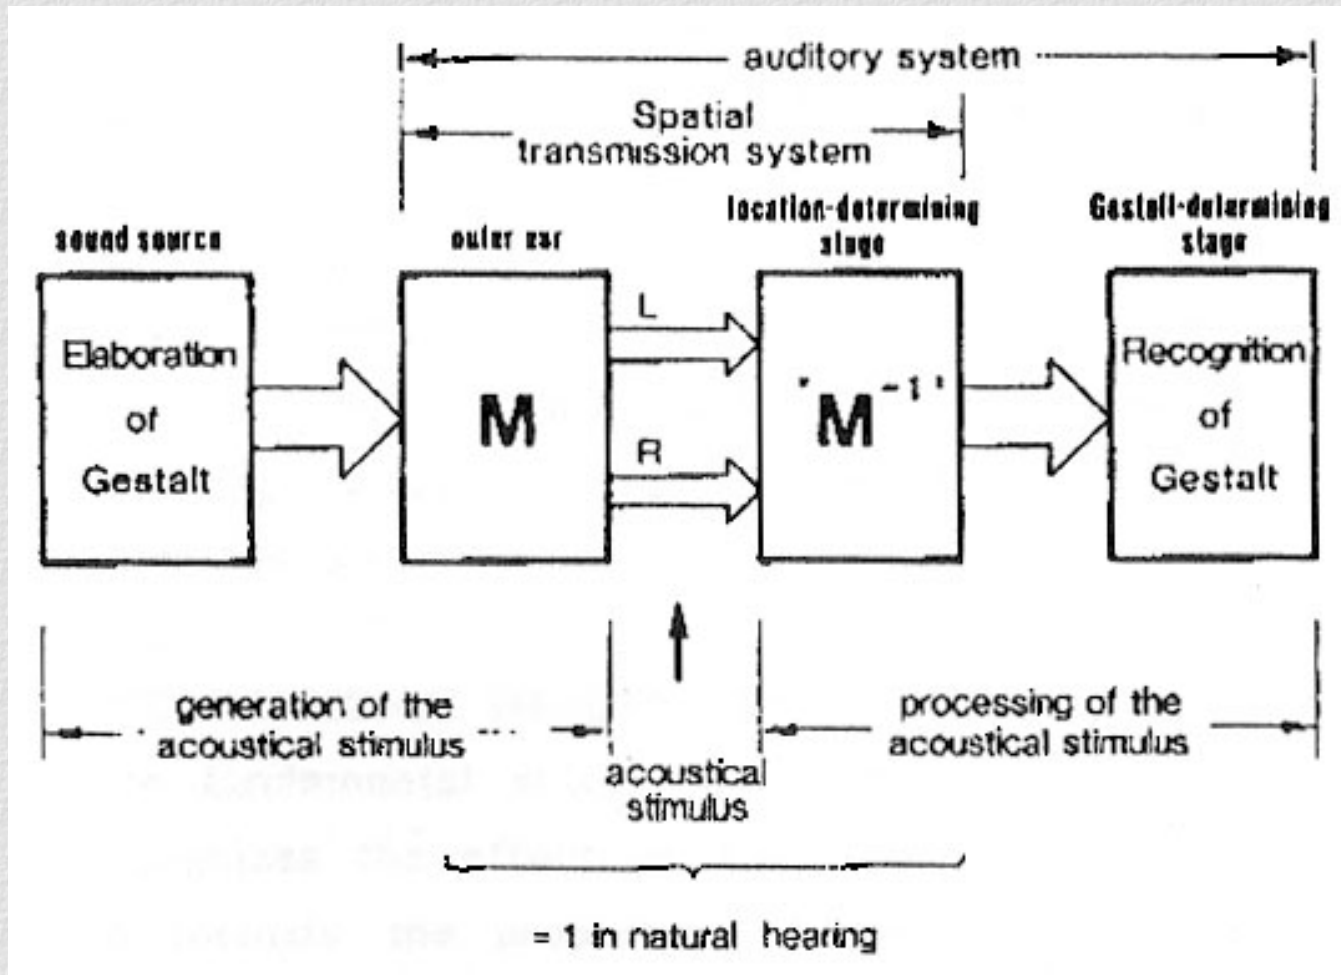 auditory system
Spatial
transmission system
sound source
outer ear
location-determining
stage
Gestalt-determining
stage
Elaboration
of
Gestalt
M
L
R
'M⁻¹'
Recognition
of
Gestalt
generation of the
acoustical stimulus
acoustical
stimulus
processing of the
acoustical stimulus
= 1 in natural hearing